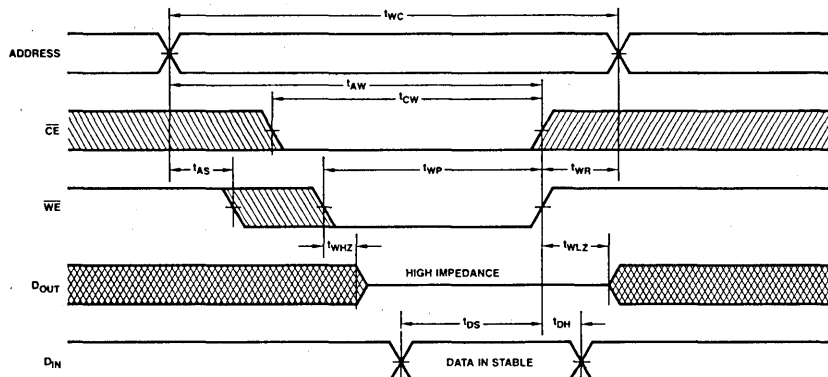 tWC
ADDRESS
tAW
tCW
CE
tAS
tWP
tWR
WE
tWHZ
tWLZ
HIGH IMPEDANCE
DOUT
tDS
tDH
DIN
DATA IN STABLE